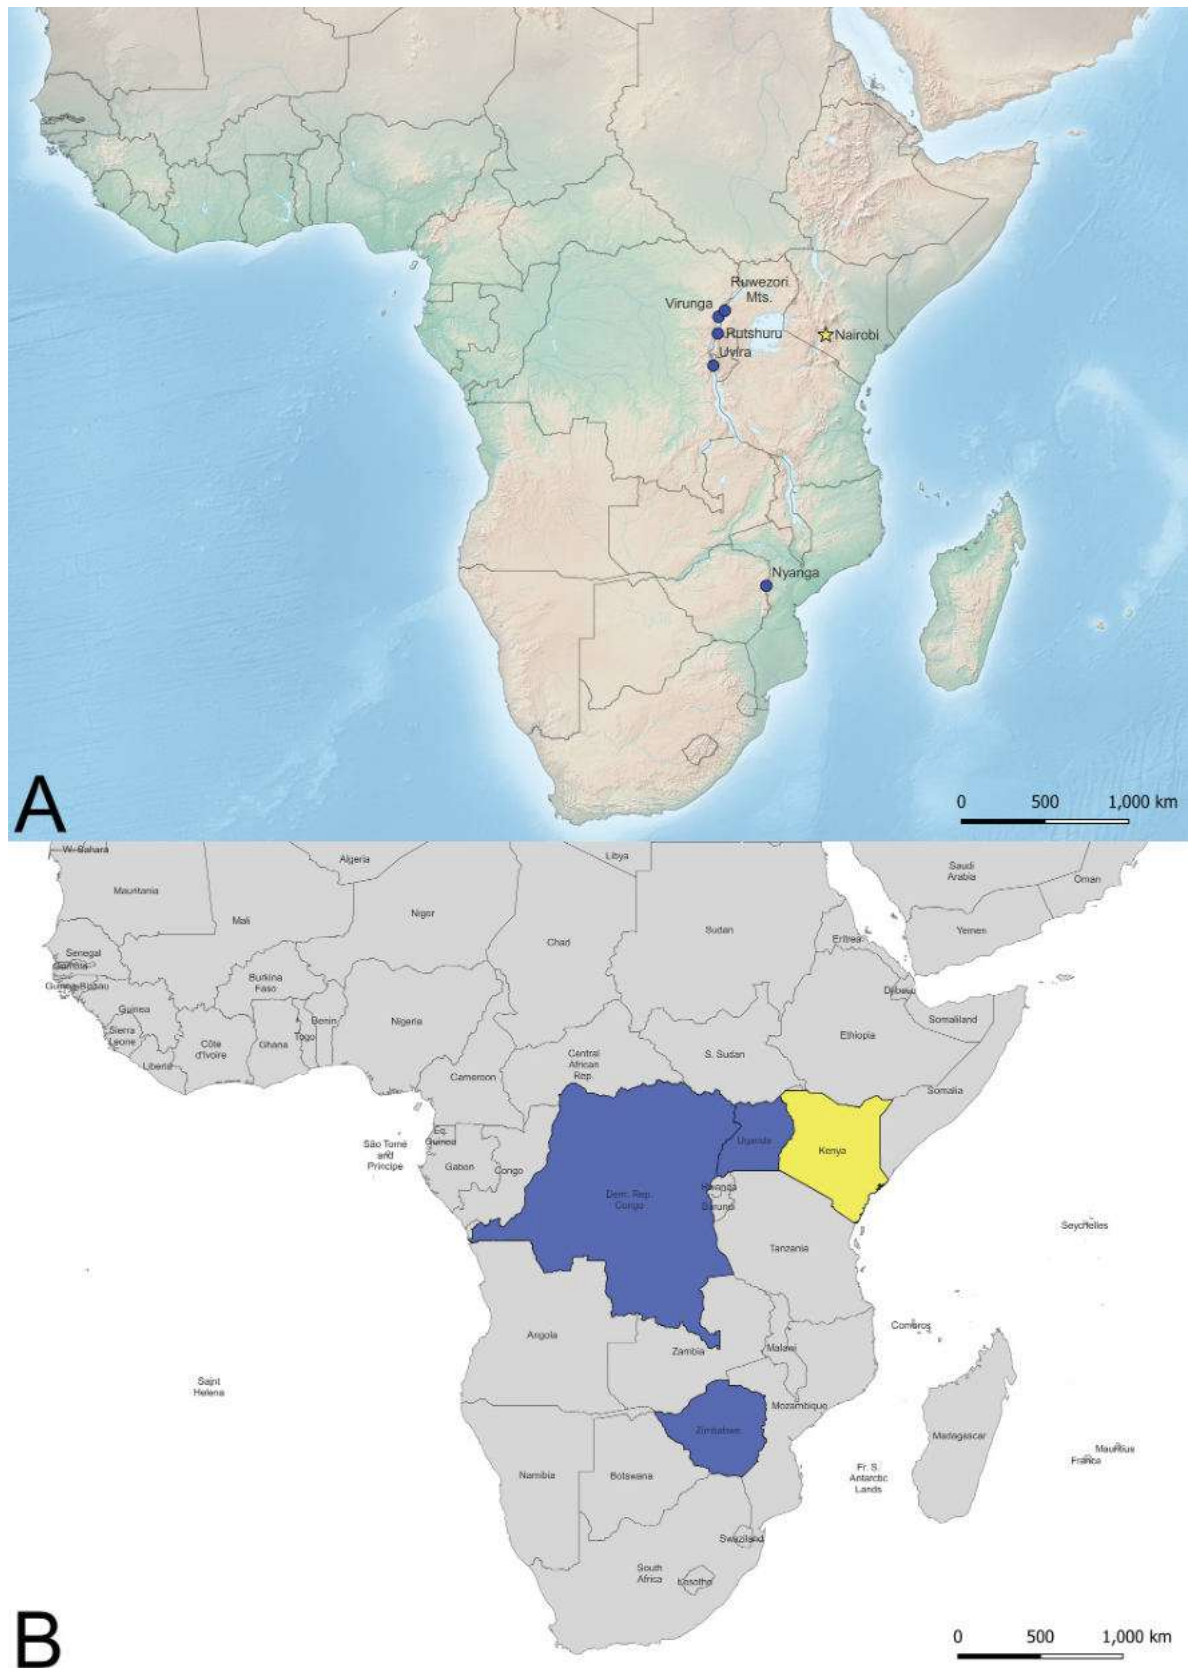 Ruwezori
Mts.
Virunga
Rutshuru
Nairobi
Uvira
Nyanga
A
0 500 1,000 km
W. Sahara
Algeria
Libya
Saudi
Arabia
Oman
Mauritania
Mali
Niger
Chad
Sudan
Eritrea
Yemen
Senegal
Gambia
Guinea-Bissau
Burkina
Faso
Djibouti
Guinea
Benin
Nigeria
Somaliland
Sierra
Leone
Côte
d'Ivoire
Ghana
Togo
Ethiopia
Liberia
Central
African
Rep.
S. Sudan
Cameroon
Somalia
Eq.
Guinea
São Tomé
and
Principe
Gabon
Congo
Uganda
Kenya
Dem. Rep.
Congo
Rwanda
Burundi
Seychelles
Tanzania
Angola
Comoros
Zambia
Malawi
Saint
Helena
Mozambique
Zimbabwe
Madagascar
Mauritius
France
Namibia
Botswana
Fr. S.
Antarctic
Lands
Swaziland
South
Africa
Lesotho
B
0 500 1,000 km